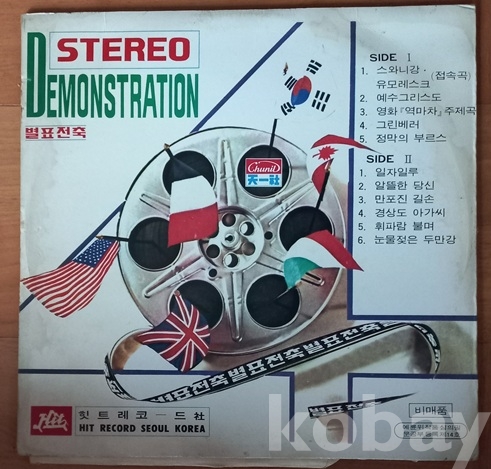 STEREO
DEMONSTRATION
별표전축
SIDE I
1. 스와니강·
유모레스크
(접속곡)
2. 예수그리스도
3. 영화『역마차』주제곡
4. 그린베러
5. 정막의 부르스
SIDE II
1. 일자일루
2. 알뜰한 당신
3. 만포진 길손
4. 경상도 아가씨
5. 휘파람 불며
6. 눈물젖은 두만강
Chunil
天一社
별표전축별표전축별표전축
별표전축
Hit
힛트레코ー드社
HIT RECORD SEOUL KOREA
비매품
kobay